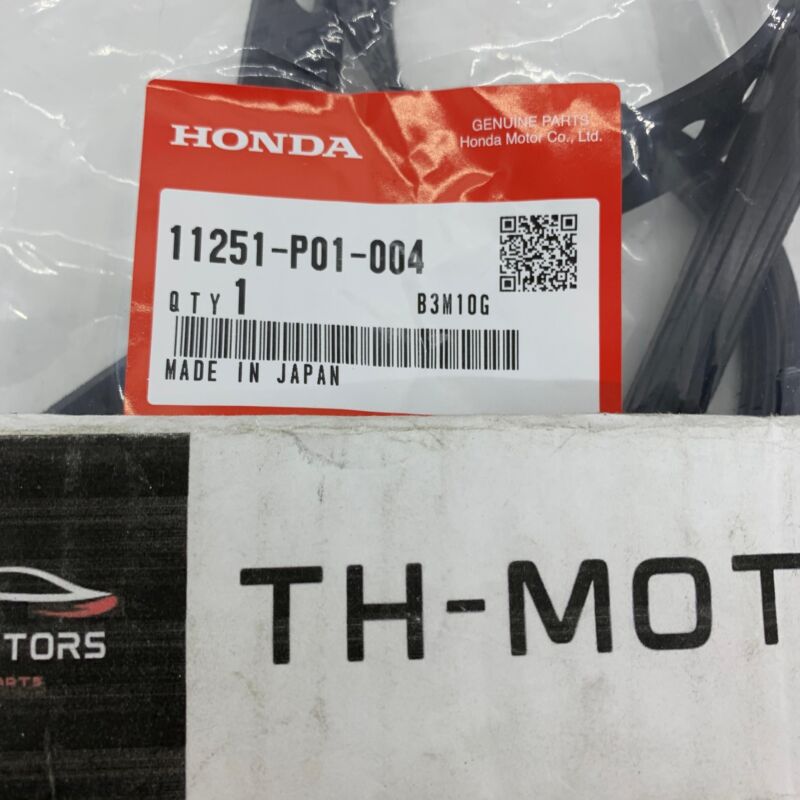 HONDA
GENUINE PARTS
Honda Motor Co., Ltd.
11251-P01-004
QTY 1
B3M10G
MADE IN JAPAN
TH-MOT
TORS